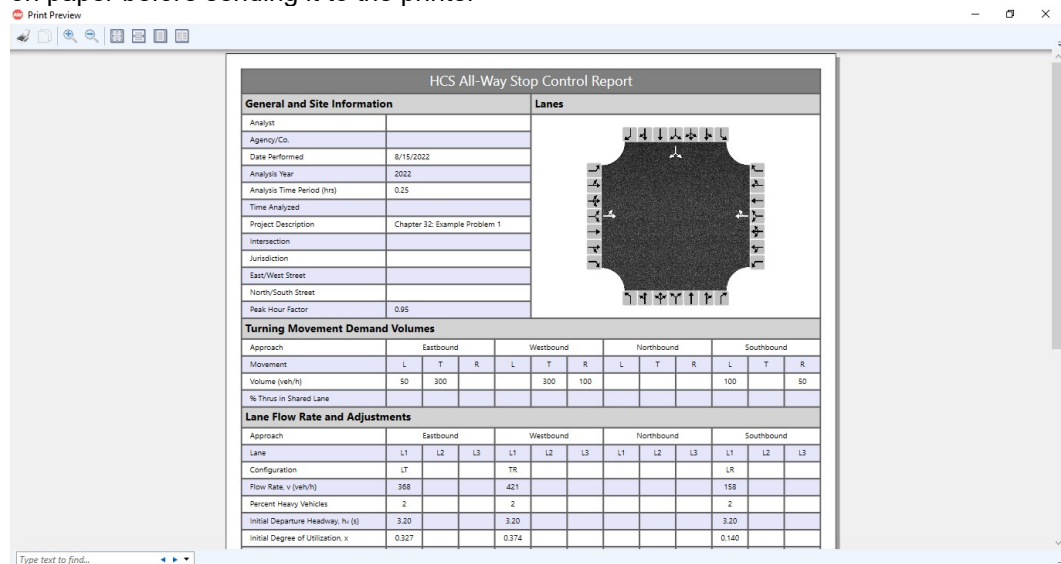 on paper before sending it to the printer
Print Preview
HCS All-Way Stop Control Report
General and Site Information Lanes
Analyst
Agency/Co.
Date Performed 8/15/2022
Analysis Year 2022
Analysis Time Period (hrs) 0.25
Time Analyzed
Project Description Chapter 32: Example Problem 1
Intersection
Jurisdiction
East/West Street
North/South Street
Peak Hour Factor 0.95
Turning Movement Demand Volumes
Approach Eastbound Westbound Northbound Southbound
Movement L T R L T R L T R L T R
Volume (veh/h) 50 300 300 100 100 50
% Thrus in Shared Lane
Lane Flow Rate and Adjustments
Approach Eastbound Westbound Northbound Southbound
Lane L1 L2 L3 L1 L2 L3 L1 L2 L3 L1 L2 L3
Configuration LT TR LR
Flow Rate, v (veh/h) 368 421 158
Percent Heavy Vehicles 2 2 2
Initial Departure Headway, hd (s) 3.20 3.20 3.20
Initial Degree of Utilization, x 0.327 0.374 0.140
Type text to find...